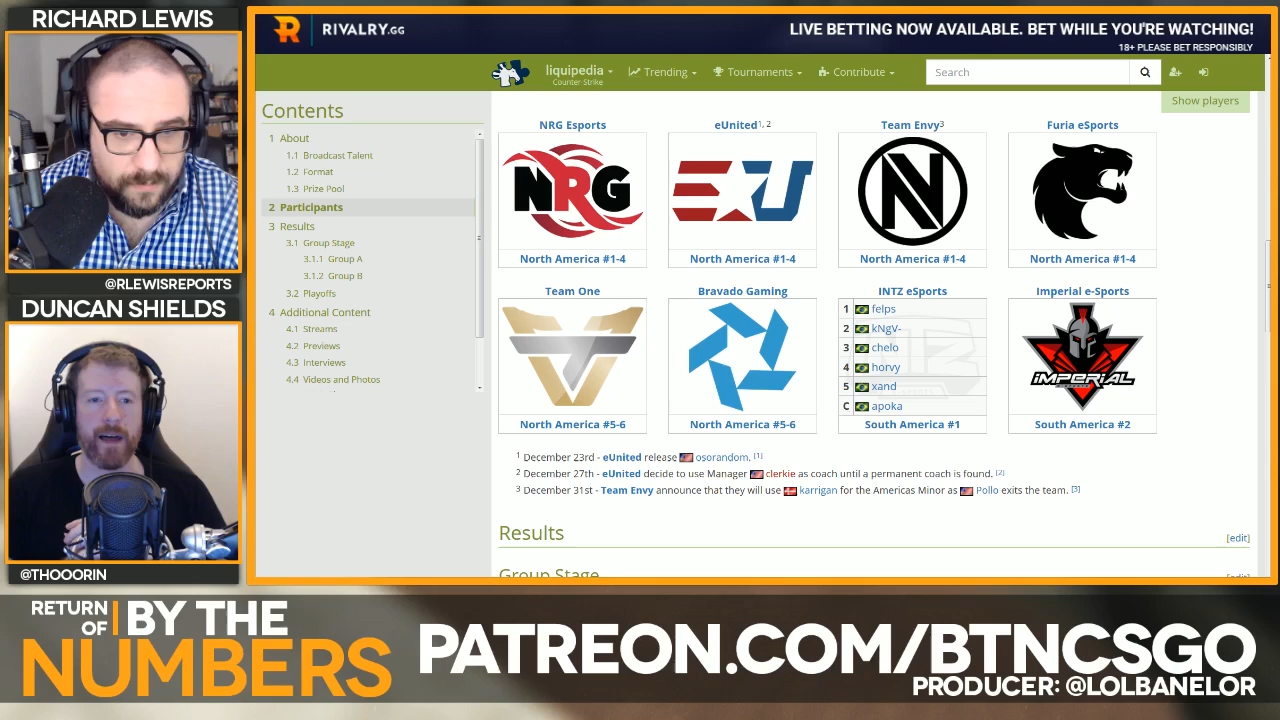 RICHARD LEWIS
@RLEWISREPORTS
DUNCAN SHIELDS
@THOOORIN
RIVALRY.GG
LIVE BETTING NOW AVAILABLE. BET WHILE YOU'RE WATCHING!
18+ PLEASE BET RESPONSIBLY
liquipedia
Counter Strike
Trending
Tournaments
Contribute
Search
Contents
1 About
1.1 Broadcast Talent
1.2 Format
1.3 Prize Pool
2 Participants
3 Results
3.1 Group Stage
3.1.1 Group A
3.1.2 Group B
3.2 Playoffs
4 Additional Content
4.1 Streams
4.2 Previews
4.3 Interviews
4.4 Videos and Photos
Show players
NRG Esports
NRG
North America #1-4
eUnited1, 2
EU
North America #1-4
Team Envy3
N
North America #1-4
Furia eSports
North America #1-4
Team One
North America #5-6
Bravado Gaming
North America #5-6
INTZ eSports
1 felps
2 kNgV-
3 chelo
4 horvy
5 xand
C apoka
South America #1
Imperial e-Sports
IMPERIAL
South America #2
1 December 23rd - eUnited release osorandom. [1]
2 December 27th - eUnited decide to use Manager clerkie as coach until a permanent coach is found. [2]
3 December 31st - Team Envy announce that they will use karrigan for the Americas Minor as Pollo exits the team. [3]
Results
[edit]
Group Stage
[edit]
RETURN
OF
BY THE
NUMBERS
PATREON.COM/BTNCSGO
PRODUCER: @LOLBANELOR